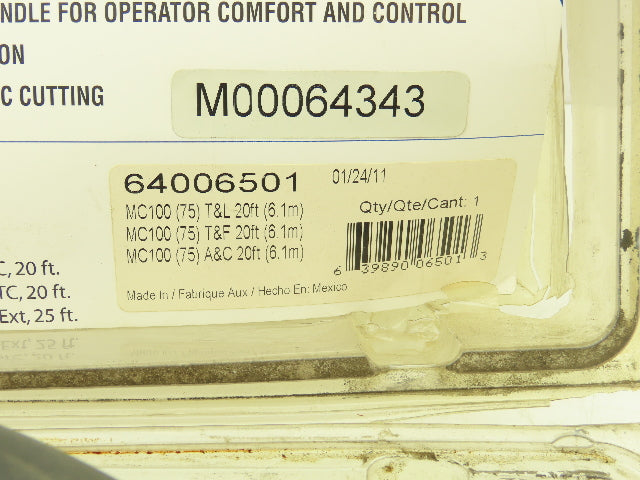 NDLE FOR OPERATOR COMFORT AND CONTROL
ON
C CUTTING
M00064343
64006501 01/24/11
MC100 (75) T&L 20ft (6.1m) Qty/Qte/Cant: 1
MC100 (75) T&F 20ft (6.1m)
MC100 (75) A&C 20ft (6.1m)
6 39890 06501 3
Made In / Fabrique Aux / Hecho En: Mexico
C, 20 ft.
TC, 20 ft.
Ext, 25 ft.